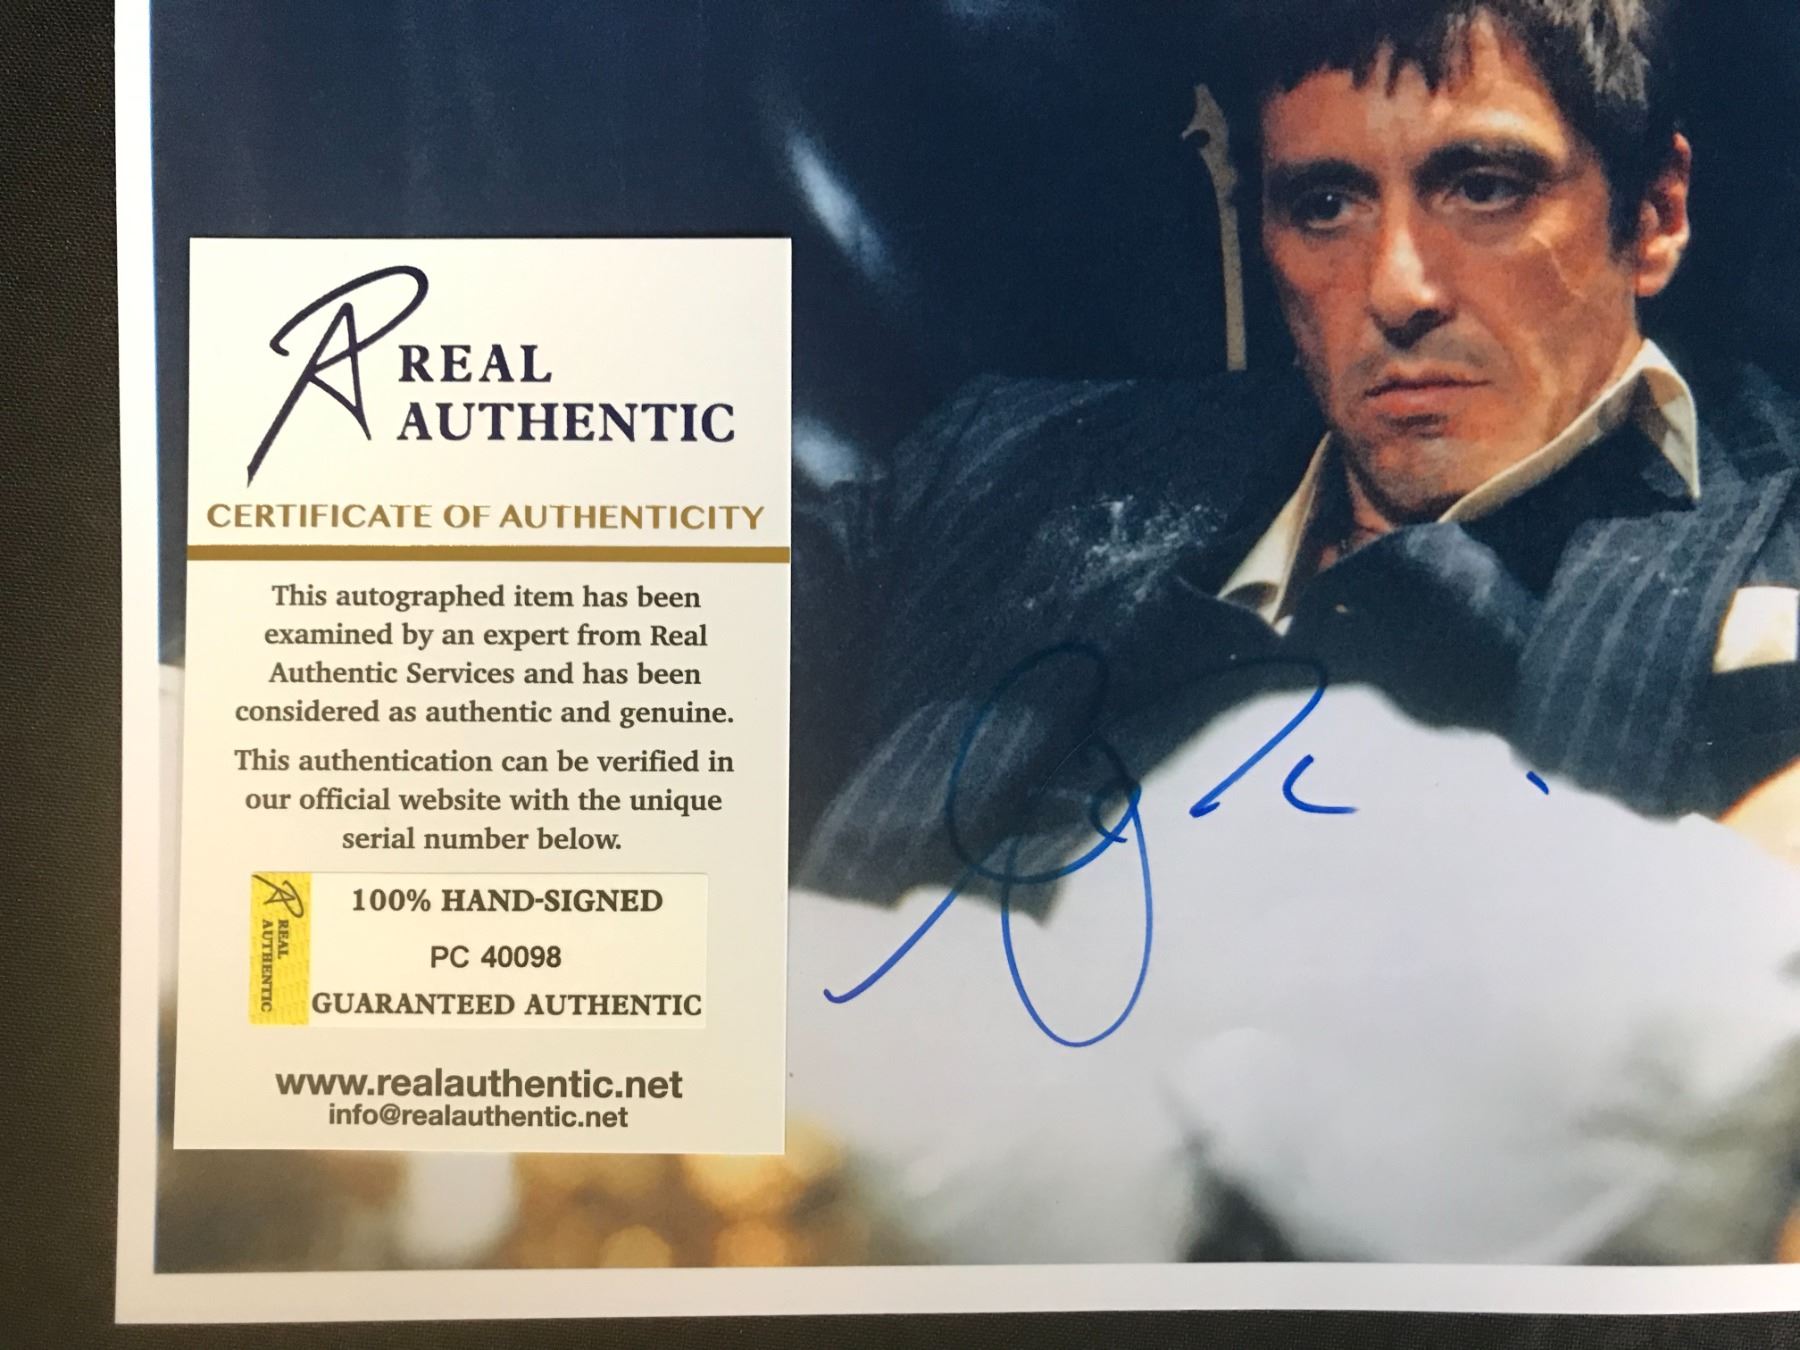 REAL
AUTHENTIC
CERTIFICATE OF AUTHENTICITY
This autographed item has been
examined by an expert from Real
Authentic Services and has been
considered as authentic and genuine.
This authentication can be verified in
our official website with the unique
serial number below.
REAL
AUTHENTIC
100% HAND-SIGNED
PC 40098
GUARANTEED AUTHENTIC
www.realauthentic.net
info@realauthentic.net